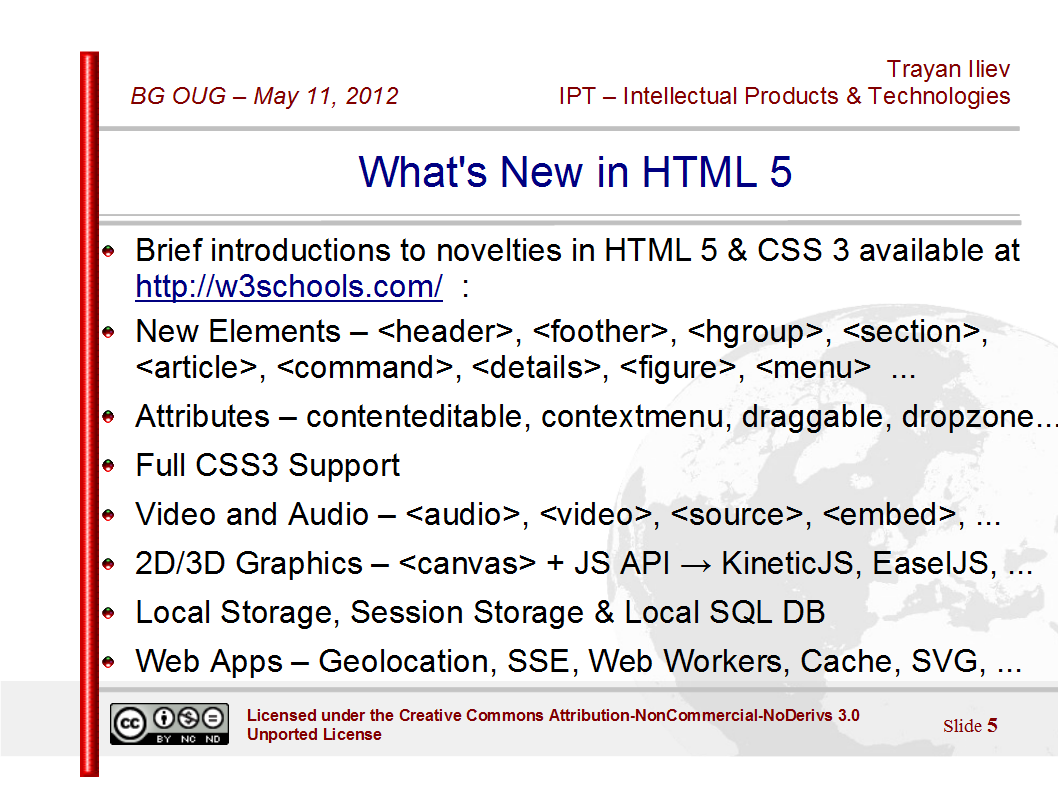 Trayan Iliev
BG OUG – May 11, 2012 IPT – Intellectual Products & Technologies
What's New in HTML 5
Brief introductions to novelties in HTML 5 & CSS 3 available at
http://w3schools.com/ :
New Elements – <header>, <foother>, <hgroup>, <section>,
<article>, <command>, <details>, <figure>, <menu> ...
Attributes – contenteditable, contextmenu, draggable, dropzone...
Full CSS3 Support
Video and Audio – <audio>, <video>, <source>, <embed>, ...
2D/3D Graphics – <canvas> + JS API → KineticJS, EaselJS, ...
Local Storage, Session Storage & Local SQL DB
Web Apps – Geolocation, SSE, Web Workers, Cache, SVG, ...
cc BY NC ND
Licensed under the Creative Commons Attribution-NonCommercial-NoDerivs 3.0
Unported License
Slide 5